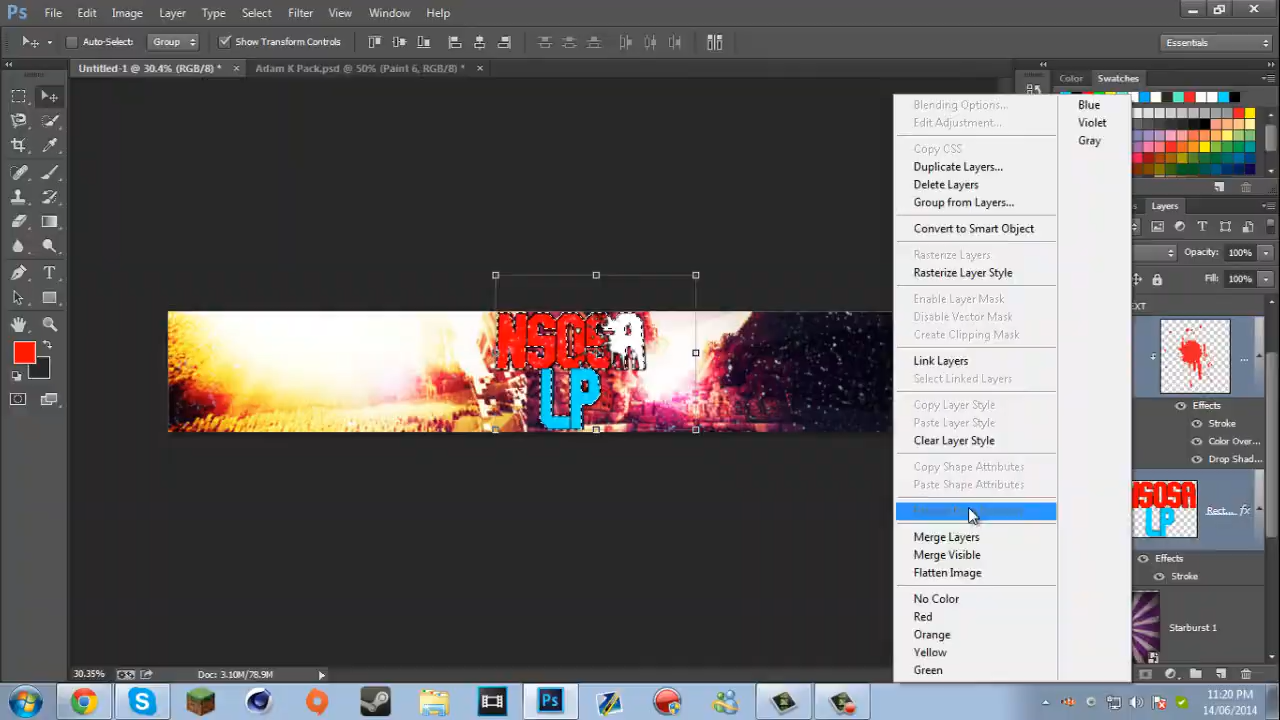 Ps File Edit Image Layer Type Select Filter View Window Help
Auto-Select: Group Show Transform Controls Essentials
Untitled-1 @ 30.4% (RGB/8) * × Adam K Pack.psd @ 50% (Paint 6, RGB/8) * ×
Color Swatches
Blending Options...
Edit Adjustment...
Copy CSS
Duplicate Layers...
Delete Layers
Group from Layers...
Convert to Smart Object
Rasterize Layers
Rasterize Layer Style
Enable Layer Mask
Disable Vector Mask
Create Clipping Mask
Link Layers
Select Linked Layers
Copy Layer Style
Paste Layer Style
Clear Layer Style
Copy Shape Attributes
Paste Shape Attributes
Merge Layers
Merge Visible
Flatten Image
No Color
Red
Orange
Yellow
Green
Blue
Violet
Gray
Layers
Opacity: 100%
Fill: 100%
EXT
Effects
Stroke
Color Over...
Drop Shad...
NSOSA
LP
NSOSA
LP
Rect... fx
Effects
Stroke
Starburst 1
30.35% Doc: 3.10M/78.9M
Ps
11:20 PM
14/06/2014